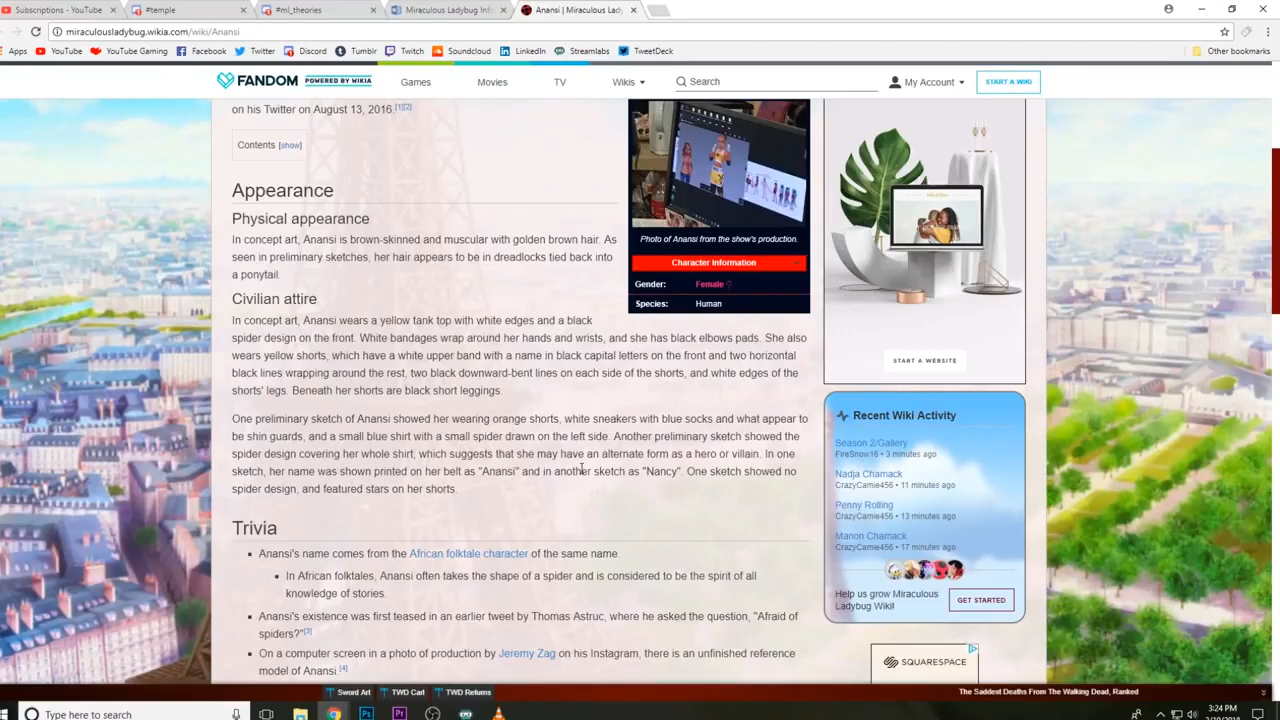 Subscriptions - YouTube
#temple
#ml_theories
Miraculous Ladybug Info
Anansi | Miraculous Lady
miraculousladybug.wikia.com/wiki/Anansi
Apps YouTube YouTube Gaming Facebook Twitter Discord Tumblr Twitch Soundcloud LinkedIn Streamlabs TweetDeck Other bookmarks
FANDOM POWERED BY WIKIA Games Movies TV Wikis Search My Account START A WIKI
on his Twitter on August 13, 2016.[1][2]
Contents [show]
Appearance
Physical appearance
In concept art, Anansi is brown-skinned and muscular with golden brown hair. As
seen in preliminary sketches, her hair appears to be in dreadlocks tied back into
a ponytail.
Civilian attire
In concept art, Anansi wears a yellow tank top with white edges and a black
spider design on the front. White bandages wrap around her hands and wrists, and she has black elbows pads. She also
wears yellow shorts, which have a white upper band with a name in black capital letters on the front and two horizontal
black lines wrapping around the rest, two black downward-bent lines on each side of the shorts, and white edges of the
shorts' legs. Beneath her shorts are black short leggings.
One preliminary sketch of Anansi showed her wearing orange shorts, white sneakers with blue socks and what appear to
be shin guards, and a small blue shirt with a small spider drawn on the left side. Another preliminary sketch showed the
spider design covering her whole shirt, which suggests that she may have an alternate form as a hero or villain. In one
sketch, her name was shown printed on her belt as "Anansi" and in another sketch as "Nancy". One sketch showed no
spider design, and featured stars on her shorts.
Trivia
Anansi's name comes from the African folktale character of the same name.
In African folktales, Anansi often takes the shape of a spider and is considered to be the spirit of all
knowledge of stories.
Anansi's existence was first teased in an earlier tweet by Thomas Astruc, where he asked the question, "Afraid of
spiders?"[3]
On a computer screen in a photo of production by Jeremy Zag on his Instagram, there is an unfinished reference
model of Anansi.[4]
Photo of Anansi from the show's production.
Character Information
Gender: Female ♀
Species: Human
START A WEBSITE
Recent Wiki Activity
Season 2/Gallery
FireSnow16 • 3 minutes ago
Nadja Chamack
CrazyCamie456 • 11 minutes ago
Penny Rolling
CrazyCamie456 • 13 minutes ago
Manon Chamack
CrazyCamie456 • 17 minutes ago
Help us grow Miraculous
Ladybug Wiki!
GET STARTED
SQUARESPACE
Sword Art TWD Carl TWD Returns The Saddest Deaths From The Walking Dead, Ranked
Type here to search
3:24 PM